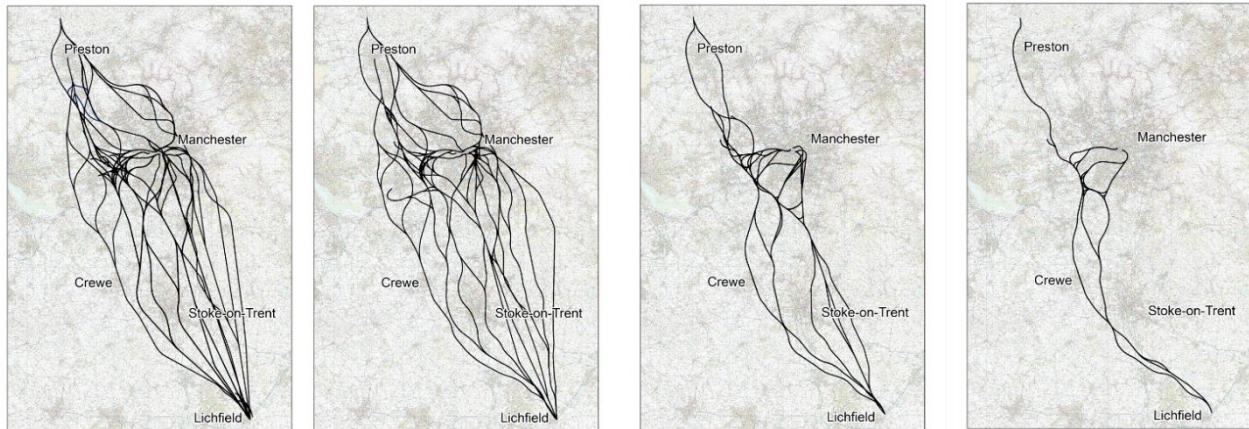 Preston
Manchester
Crewe
Stoke-on-Trent
Lichfield
Preston
Manchester
Crewe
Stoke-on-Trent
Lichfield
Preston
Manchester
Crewe
Stoke-on-Trent
Lichfield
Preston
Manchester
Crewe
Stoke-on-Trent
Lichfield